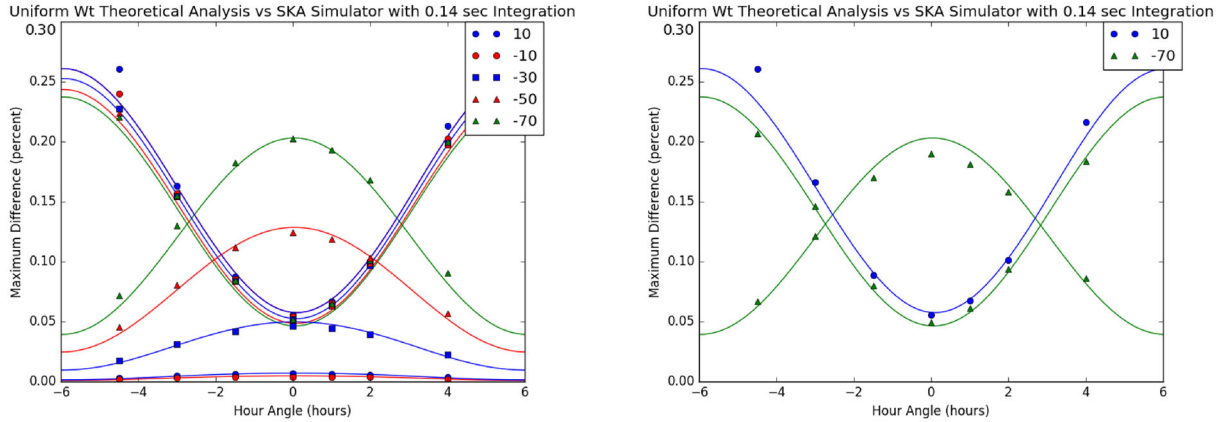 Uniform Wt Theoretical Analysis vs SKA Simulator with 0.14 sec Integration
0.30
0.25
0.20
0.15
0.10
0.05
0.00
Maximum Difference (percent)
10
-10
-30
-50
-70
−6 −4 −2 0 2 4 6
Hour Angle (hours)
Uniform Wt Theoretical Analysis vs SKA Simulator with 0.14 sec Integration
0.30
0.25
0.20
0.15
0.10
0.05
0.00
Maximum Difference (percent)
10
-70
−6 −4 −2 0 2 4 6
Hour Angle (hours)